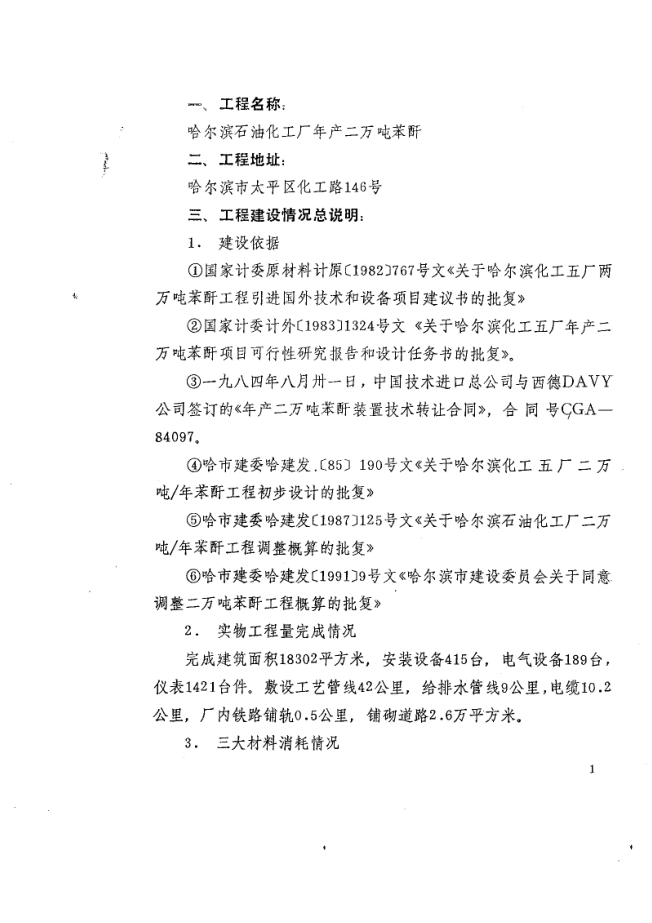 一、工程名称：
哈尔滨石油化工厂年产二万吨苯酐
二、工程地址：
哈尔滨市太平区化工路146号
三、工程建设情况总说明：
1. 建设依据
①国家计委原材料计原〔1982〕767号文《关于哈尔滨化工五厂两
万吨苯酐工程引进国外技术和设备项目建议书的批复》
②国家计委计外〔1983〕1324号文《关于哈尔滨化工五厂年产二
万吨苯酐项目可行性研究报告和设计任务书的批复》。
③一九八四年八月卅一日，中国技术进口总公司与西德DAVY
公司签订的《年产二万吨苯酐装置技术转让合同》，合同号CGA—
84097。
④哈市建委哈建发.〔85〕190号文《关于哈尔滨化工五厂二万
吨/年苯酐工程初步设计的批复》
⑤哈市建委哈建发〔1987〕125号文《关于哈尔滨石油化工厂二万
吨/年苯酐工程调整概算的批复》
⑥哈市建委哈建发〔1991〕9号文《哈尔滨市建设委员会关于同意
调整二万吨苯酐工程概算的批复》
2. 实物工程量完成情况
完成建筑面积18302平方米，安装设备415台，电气设备189台，
仪表1421台件。敷设工艺管线42公里，给排水管线9公里，电缆10.2
公里，厂内铁路铺轨0.5公里，铺砌道路2.6万平方米。
3. 三大材料消耗情况
1